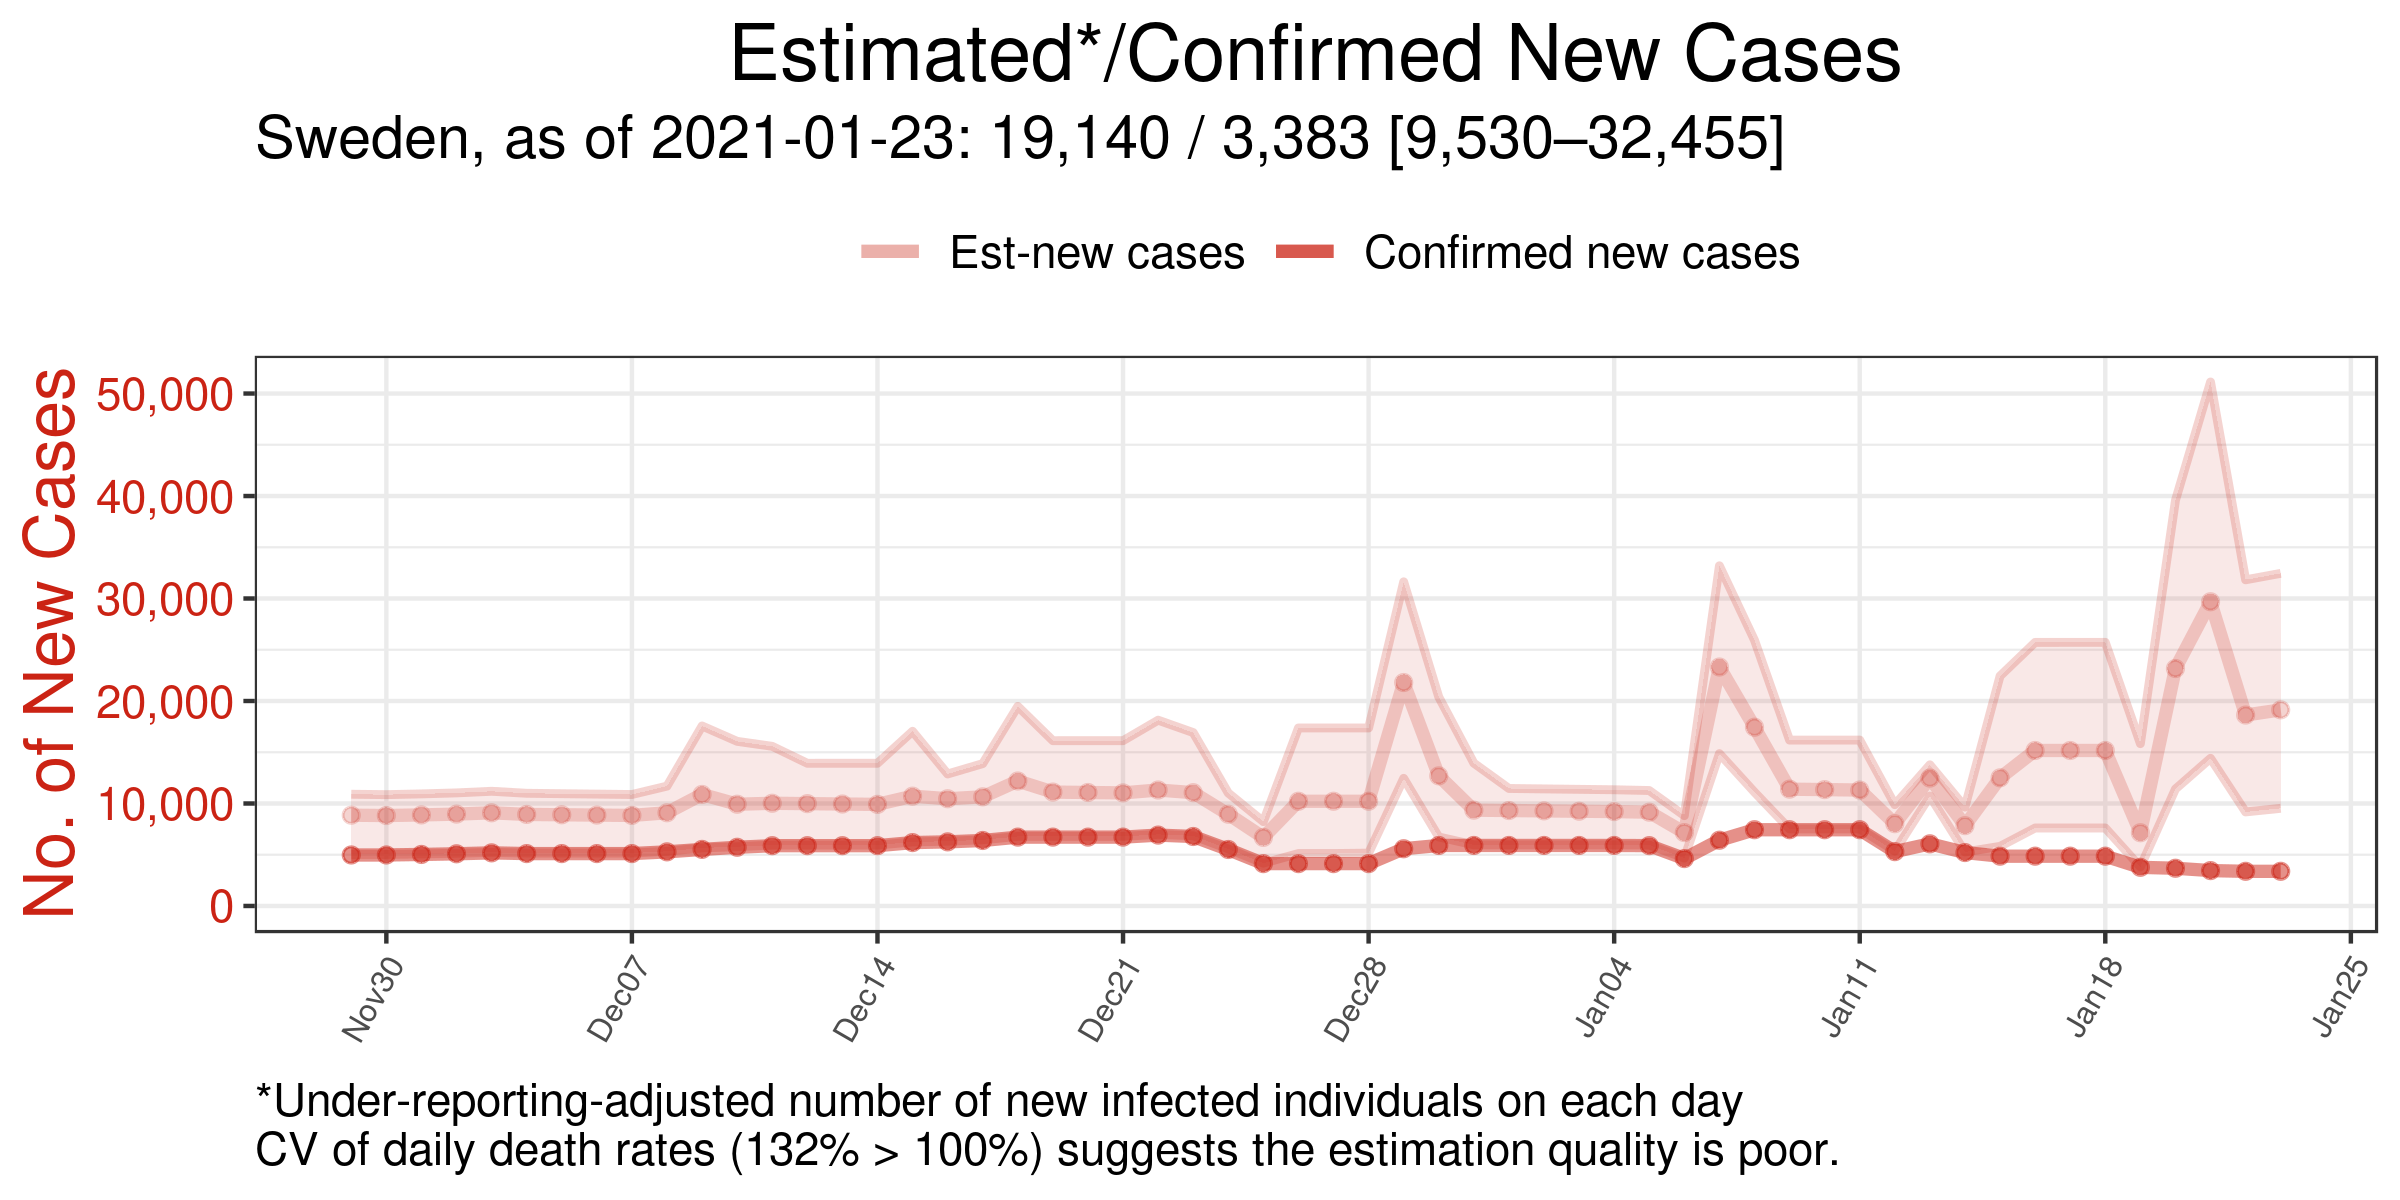 Estimated*/Confirmed New Cases
Sweden, as of 2021-01-23: 19,140 / 3,383 [9,530–32,455]
Est-new cases Confirmed new cases
No. of New Cases
50,000
40,000
30,000
20,000
10,000
0
Nov30 Dec07 Dec14 Dec21 Dec28 Jan04 Jan11 Jan18 Jan25
*Under-reporting-adjusted number of new infected individuals on each day
CV of daily death rates (132% > 100%) suggests the estimation quality is poor.